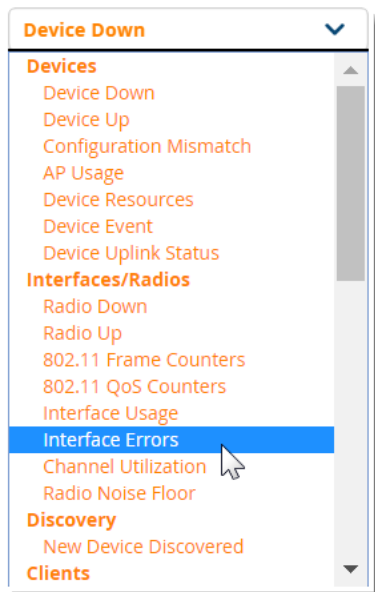 Device Down
Devices
Device Down
Device Up
Configuration Mismatch
AP Usage
Device Resources
Device Event
Device Uplink Status
Interfaces/Radios
Radio Down
Radio Up
802.11 Frame Counters
802.11 QoS Counters
Interface Usage
Interface Errors
Channel Utilization
Radio Noise Floor
Discovery
New Device Discovered
Clients